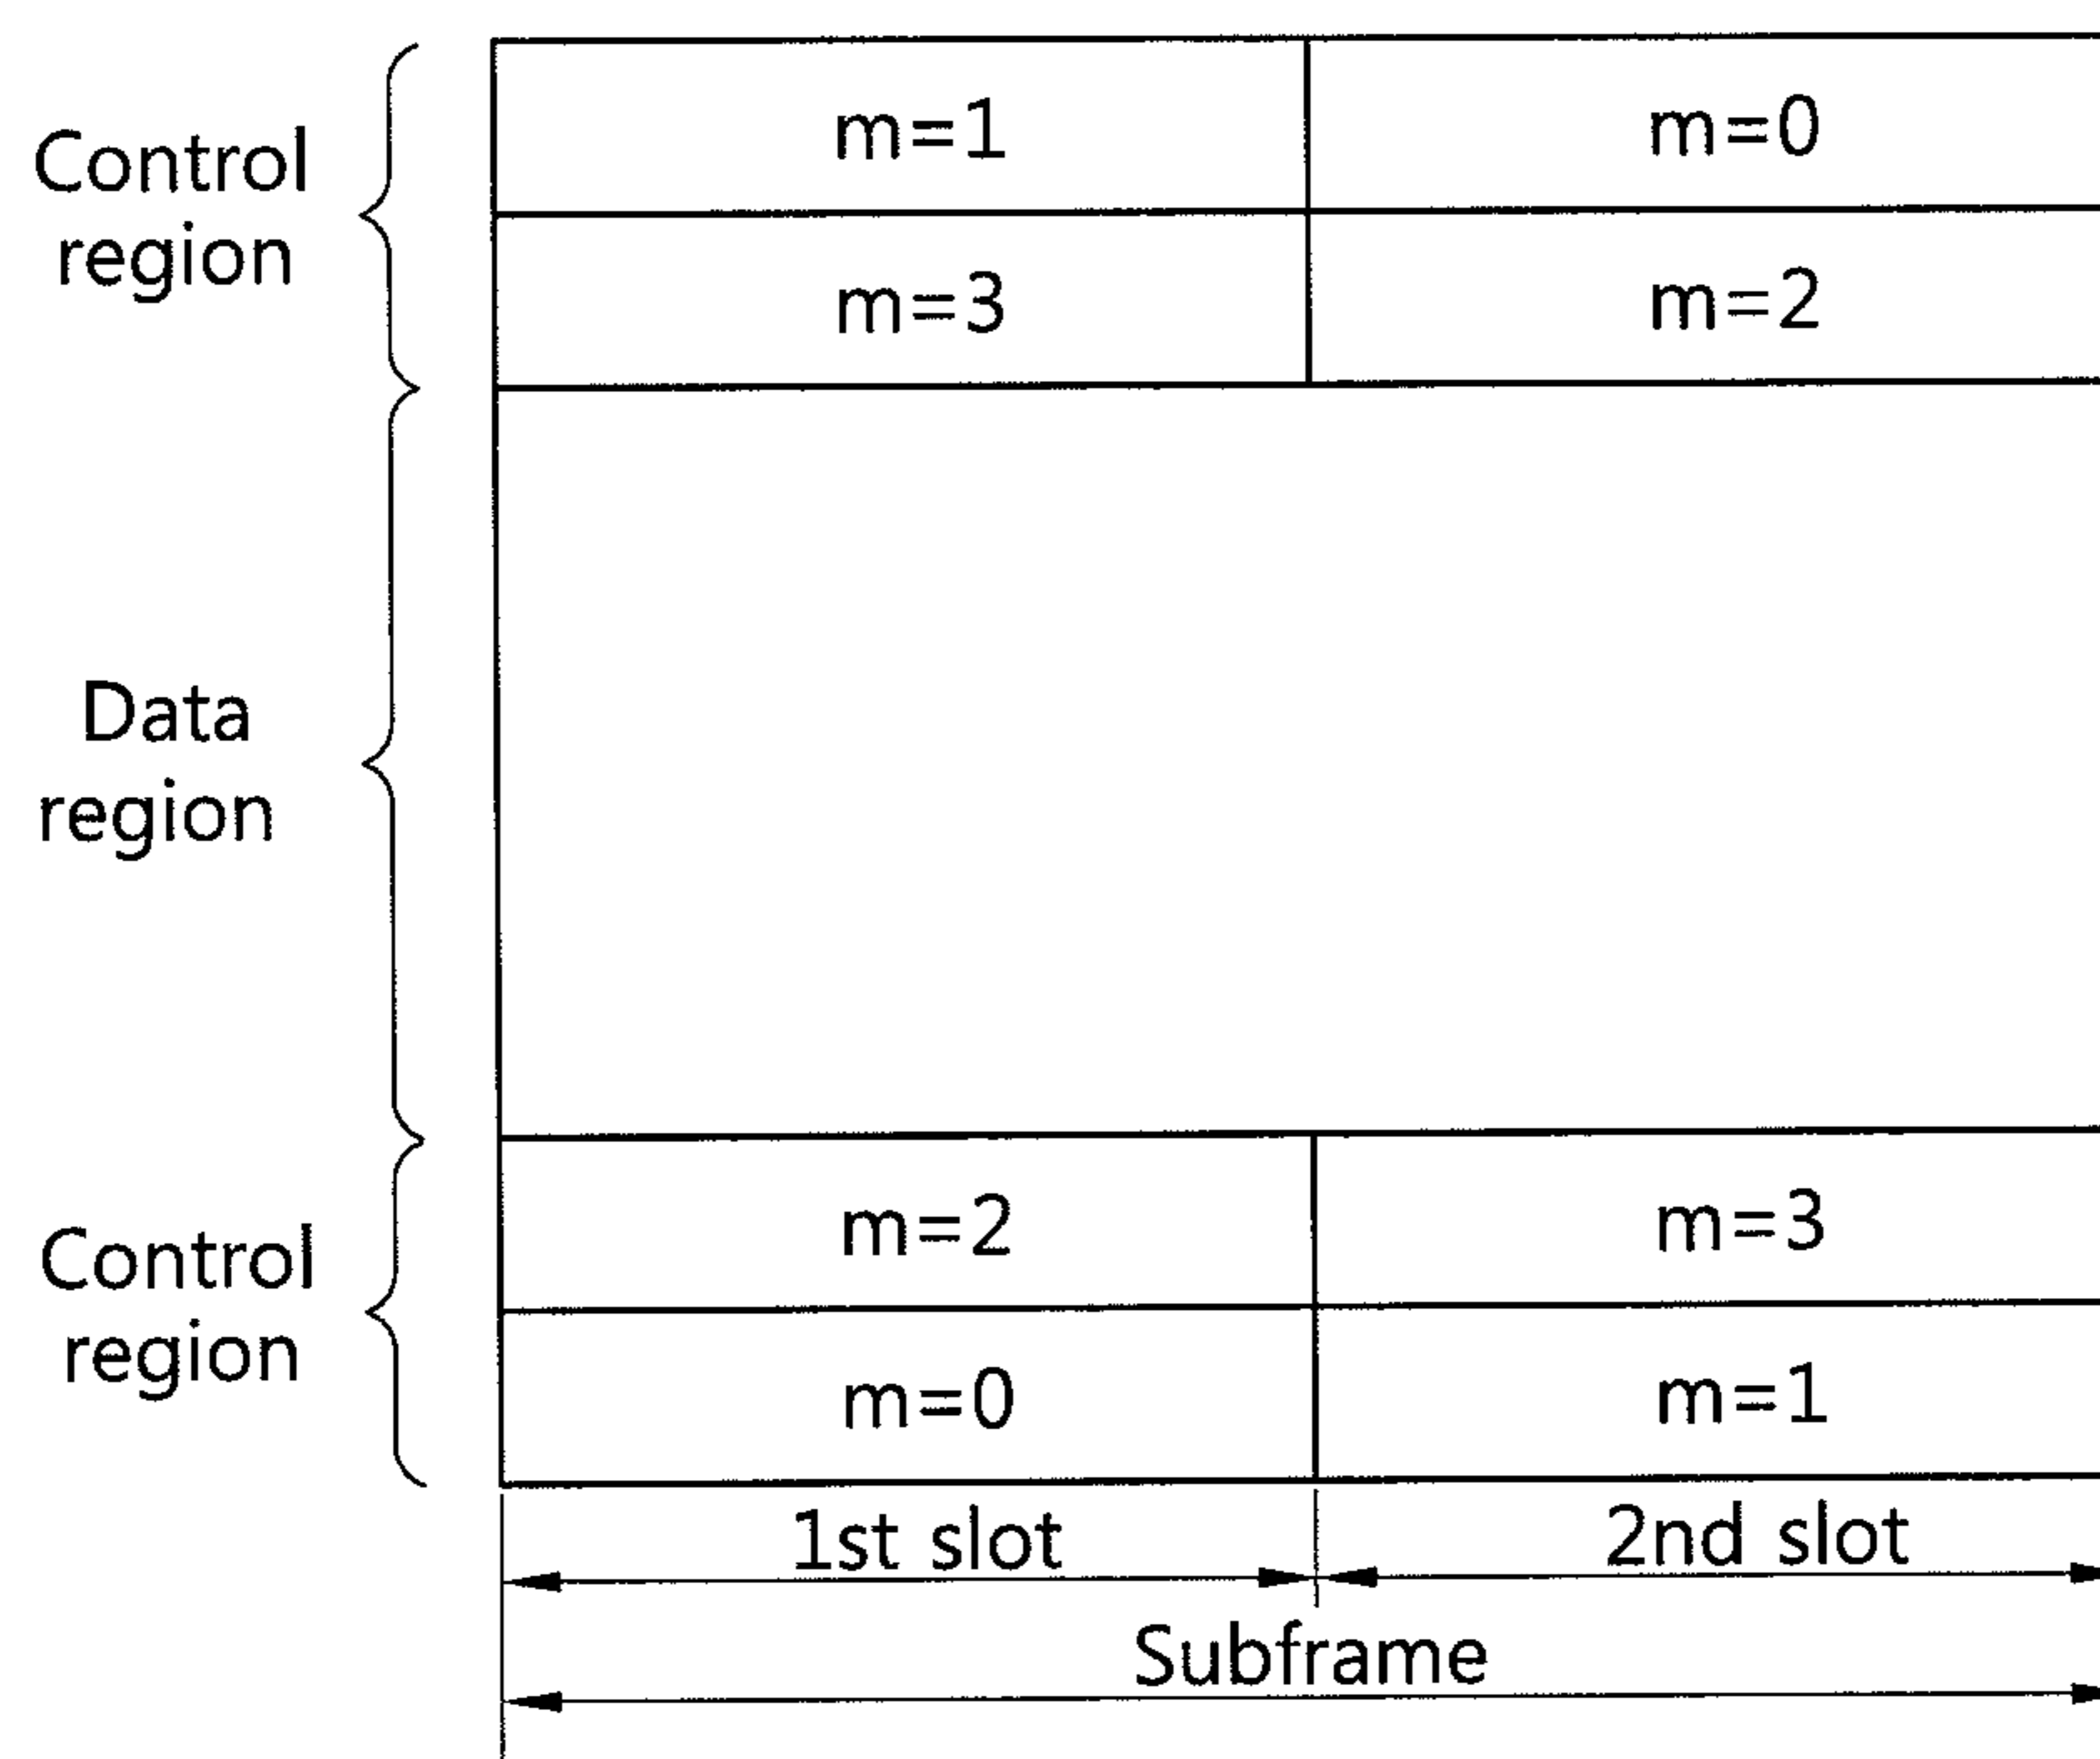 Control
region
m=1
m=0
m=3
m=2
Data
region
Control
region
m=2
m=3
m=0
m=1
1st slot
2nd slot
Subframe